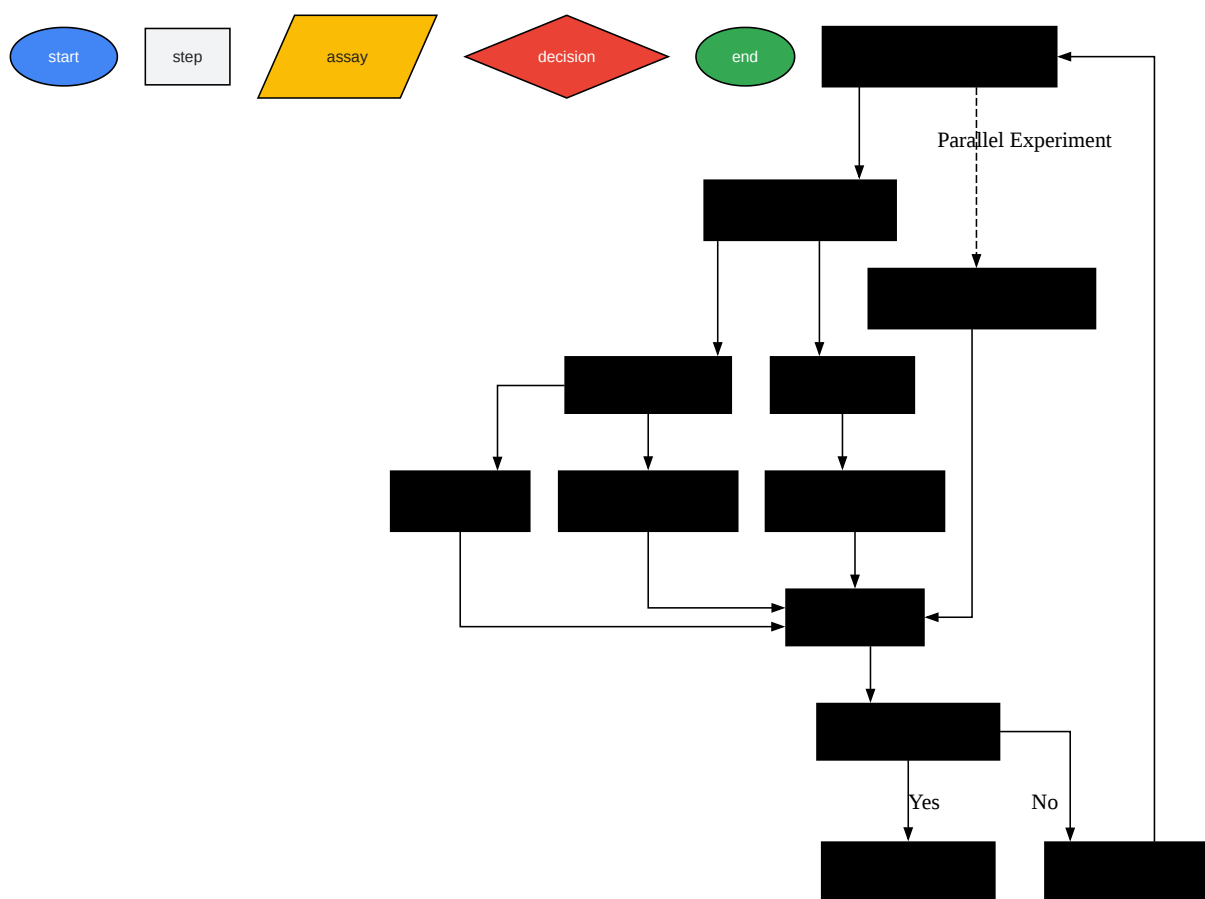 start
step
assay
decision
end
Parallel Experiment
Yes
No